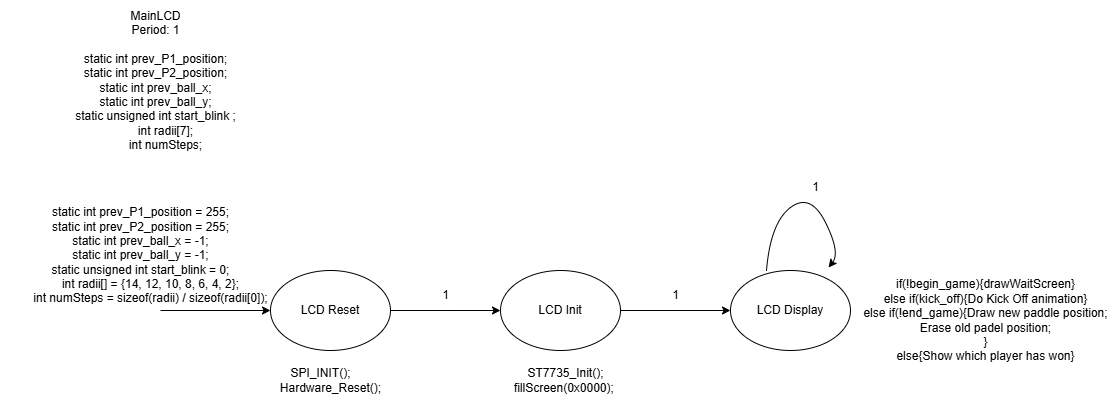 MainLCD
Period: 1
static int prev_P1_position;
static int prev_P2_position;
static int prev_ball_x;
static int prev_ball_y;
static unsigned int start_blink ;
int radii[7];
int numSteps;
static int prev_P1_position = 255;
static int prev_P2_position = 255;
static int prev_ball_x = -1;
static int prev_ball_y = -1;
static unsigned int start_blink = 0;
int radii[] = {14, 12, 10, 8, 6, 4, 2};
int numSteps = sizeof(radii) / sizeof(radii[0]);
LCD Reset
SPI_INIT();
Hardware_Reset();
1
LCD Init
ST7735_Init();
fillScreen(0x0000);
1
LCD Display
1
if(!begin_game){drawWaitScreen}
else if(kick_off){Do Kick Off animation}
else if(!end_game){Draw new paddle position;
Erase old padel position;
}
else{Show which player has won}